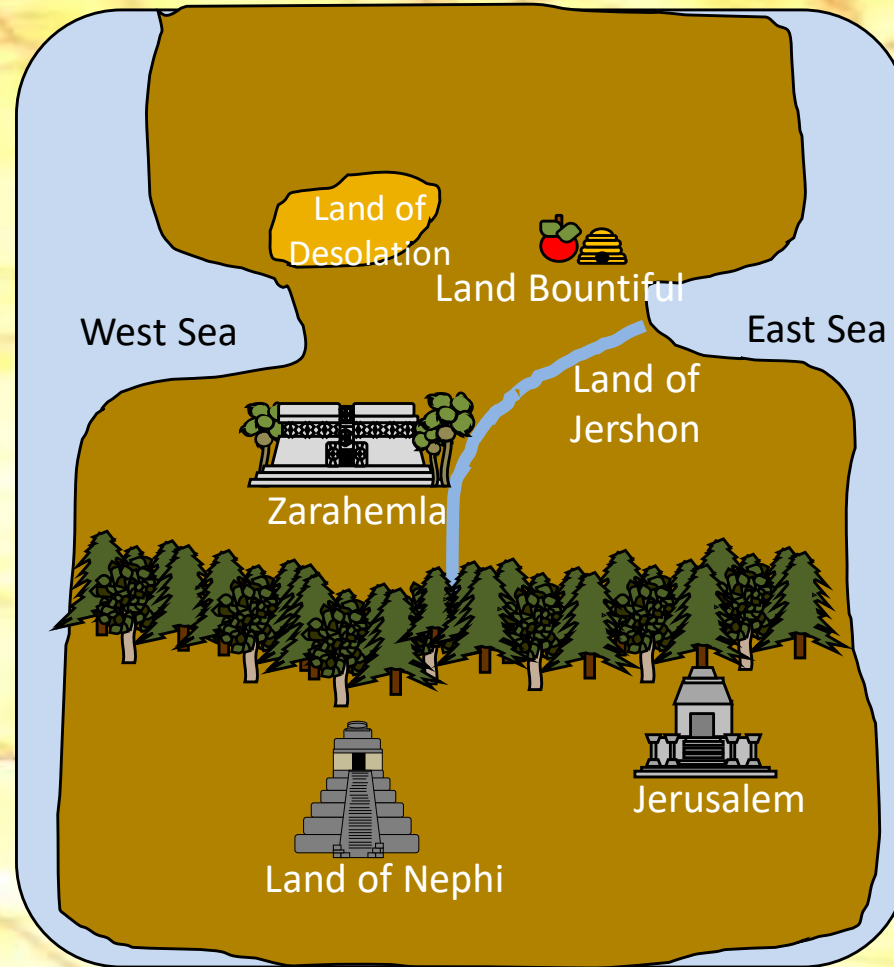 Land of
Desolation
Land Bountiful
West Sea
East Sea
Land of
Jershon
Zarahemla
Jerusalem
Land of Nephi